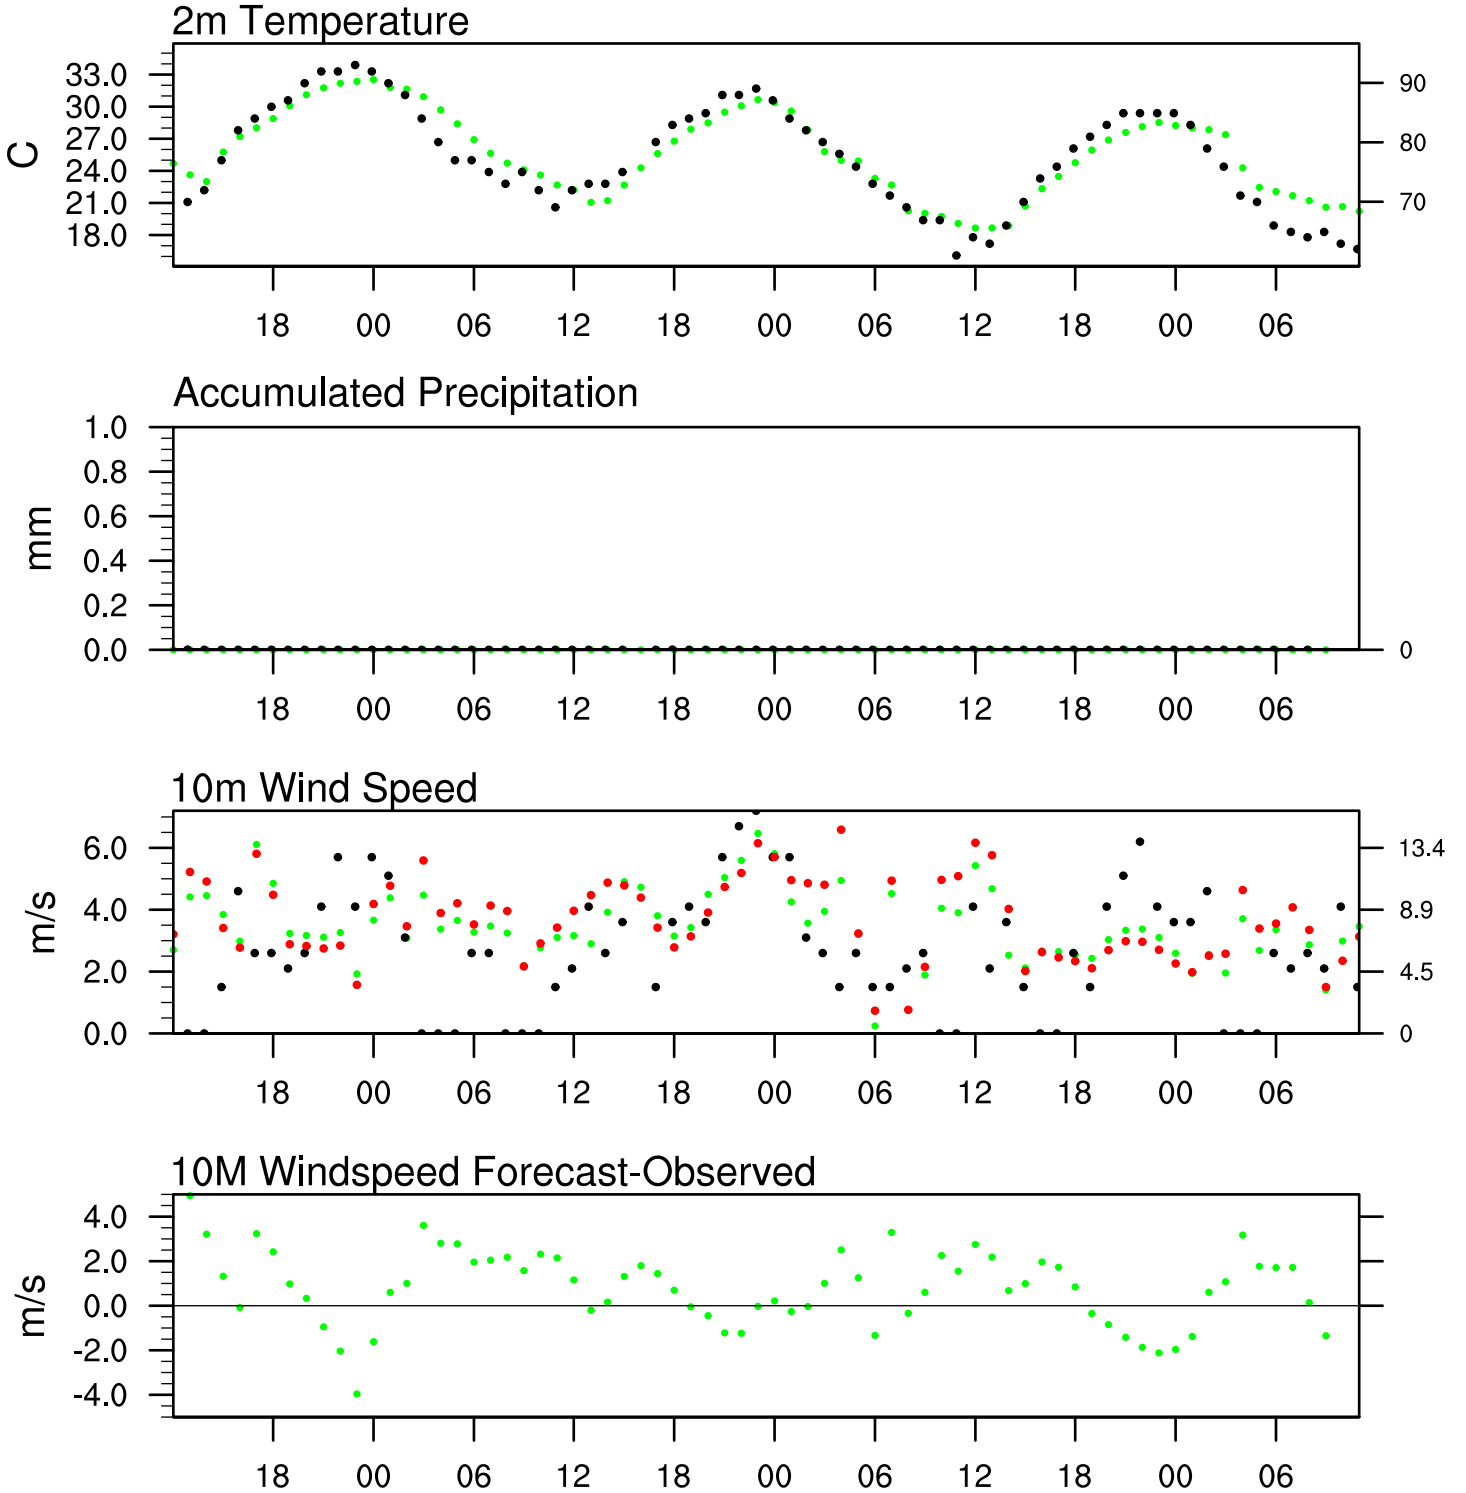 2m Temperature
33.0
30.0
27.0
24.0
21.0
18.0
C
90
80
70
18 00 06 12 18 00 06 12 18 00 06
Accumulated Precipitation
1.0
0.8
0.6
0.4
0.2
0.0
mm
0
18 00 06 12 18 00 06 12 18 00 06
10m Wind Speed
6.0
4.0
2.0
0.0
m/s
13.4
8.9
4.5
0
18 00 06 12 18 00 06 12 18 00 06
10M Windspeed Forecast-Observed
4.0
2.0
0.0
-2.0
-4.0
m/s
18 00 06 12 18 00 06 12 18 00 06